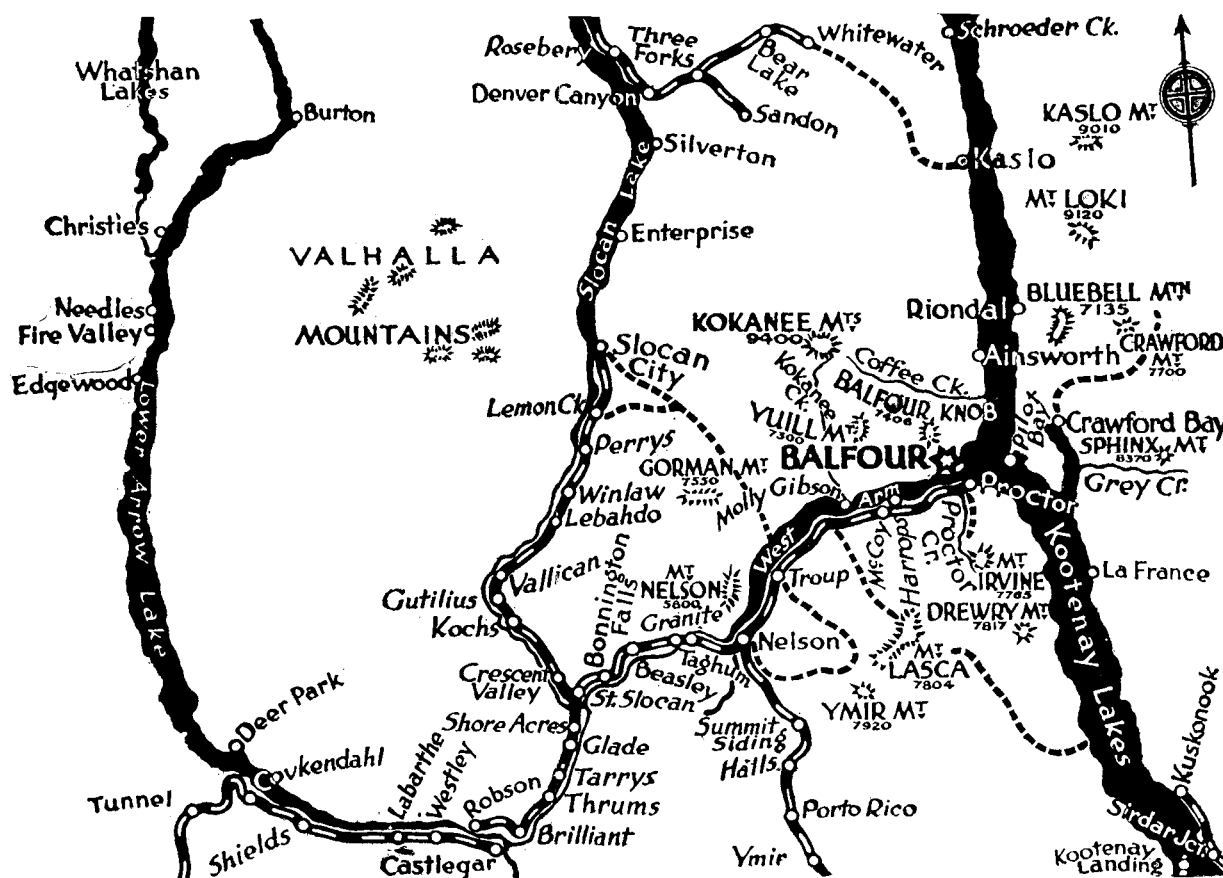 Whatshan
Lakes
Burton
Christie's
Needles
Fire Valley
Edgewood
Lower Arrow Lake
VALHALLA
MOUNTAINS
Rosebery
Three
Forks
Bear
Lake
Whitewater
Denver Canyon
Sandon
Silverton
Slocan Lake
Enterprise
Schroeder Ck.
Kaslo
KASLO MT.
9010
MT. LOKI
9120
Riondal
BLUEBELL MTN
7135
Ainsworth
CRAWFORD
MT.
7700
KOKANEE MTS
9400
Kokanee
Ck.
Coffee Ck.
BALFOUR KNOB
7406
YUILL MT.
7300
BALFOUR
Pilot
Bay
Crawford Bay
SPHINX MT.
8370
Grey Cr.
Slocan
City
Lemon Ck.
Perrys
GORMAN MT.
7550
Molly
Gibson
Winlaw
Lebahdo
West Arm
Proctor
Proctor
Cr.
McCoy
Harrops
Vallican
Gutilius
Kochs
Bonnington
Falls
MT.
NELSON
5800
Granite
Troup
Nelson
Taghum
Beasley
St. Slocan
Crescent
Valley
MT.
IRVINE
7765
DREWRY MT.
7817
La France
Kootenay Lakes
MT.
LASCA
7804
YMIR MT.
7920
Summit
Siding
Halls
Porto Rico
Ymir
Kuskonook
Sirdar Jct.
Kootenay
Landing
Shore Acres
Glade
Tarrys
Thrums
Brilliant
Robson
Westley
Labarthe
Castlegar
Shields
Tunnel
Deer Park
Coykendahl